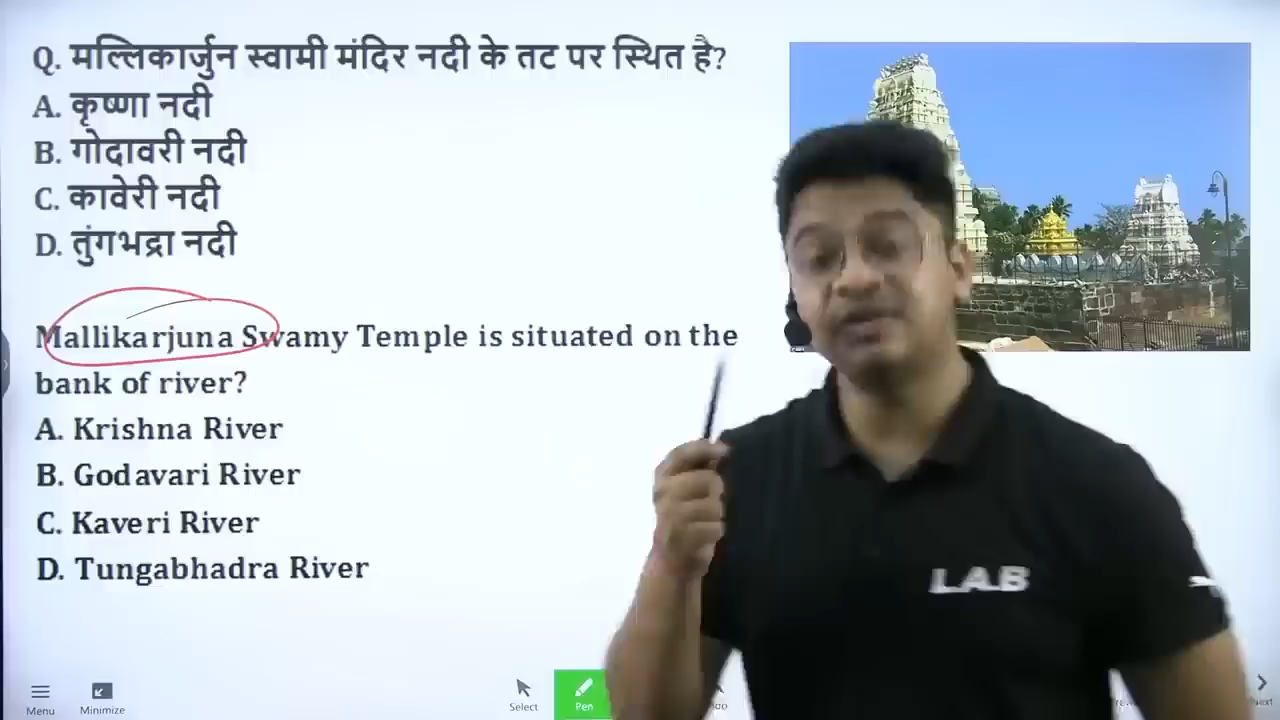 Q. मल्लिकार्जुन स्वामी मंदिर नदी के तट पर स्थित है?
A. कृष्णा नदी
B. गोदावरी नदी
C. कावेरी नदी
D. तुंगभद्रा नदी
Mallikarjuna Swamy Temple is situated on the
bank of river?
A. Krishna River
B. Godavari River
C. Kaveri River
D. Tungabhadra River
L.A.B
Menu
Minimize
Select
Pen